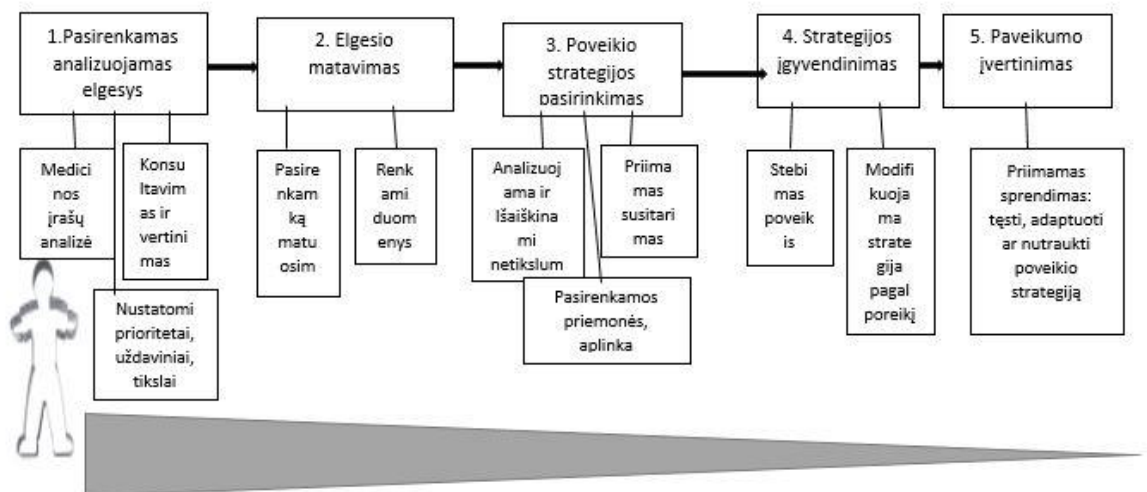 1.Pasirenkamas
analizuojamas
elgesys
2. Elgesio
matavimas
3. Poveikio
strategijos
pasirinkimas
4. Strategijos
įgyvendinimas
5. Paveikumo
įvertinimas
Medici
nos
įrašų
analizė
Konsu
ltavim
as ir
vertini
mas
Nustatomi
prioritetai,
uždaviniai,
tikslai
Pasire
nkam
ką
matu
osim
Renk
ami
duom
enys
Analizuoj
ama ir
Išaiškina
mi
netikslum
Priima
mas
susitari
mas
Pasirenkamos
priemonės,
aplinka
Stebi
mas
poveik
is
Modifi
kuoja
ma
strate
gija
pagal
poreikį
Priimamas
sprendimas:
tęsti, adaptuoti
ar nutraukti
poveikio
strategiją